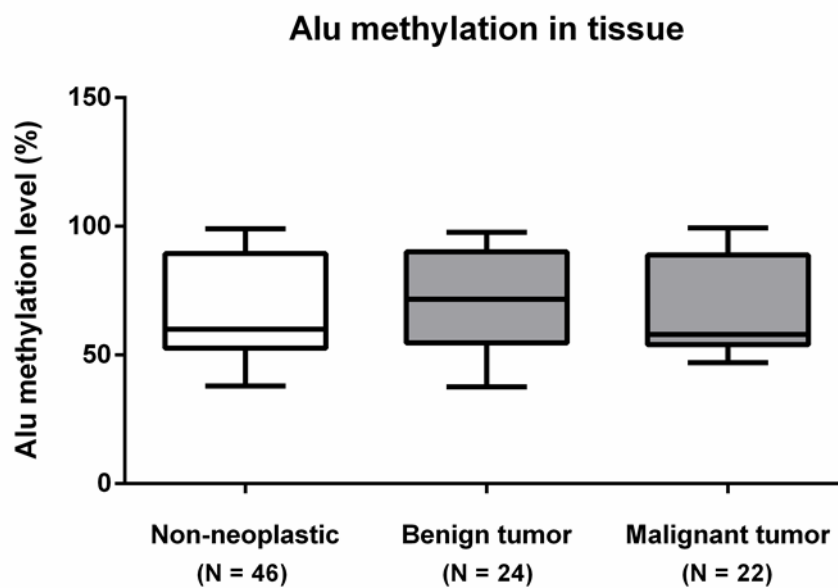 Alu methylation in tissue
Alu methylation level (%)
150
100
50
0
Non-neoplastic
(N = 46)
Benign tumor
(N = 24)
Malignant tumor
(N = 22)